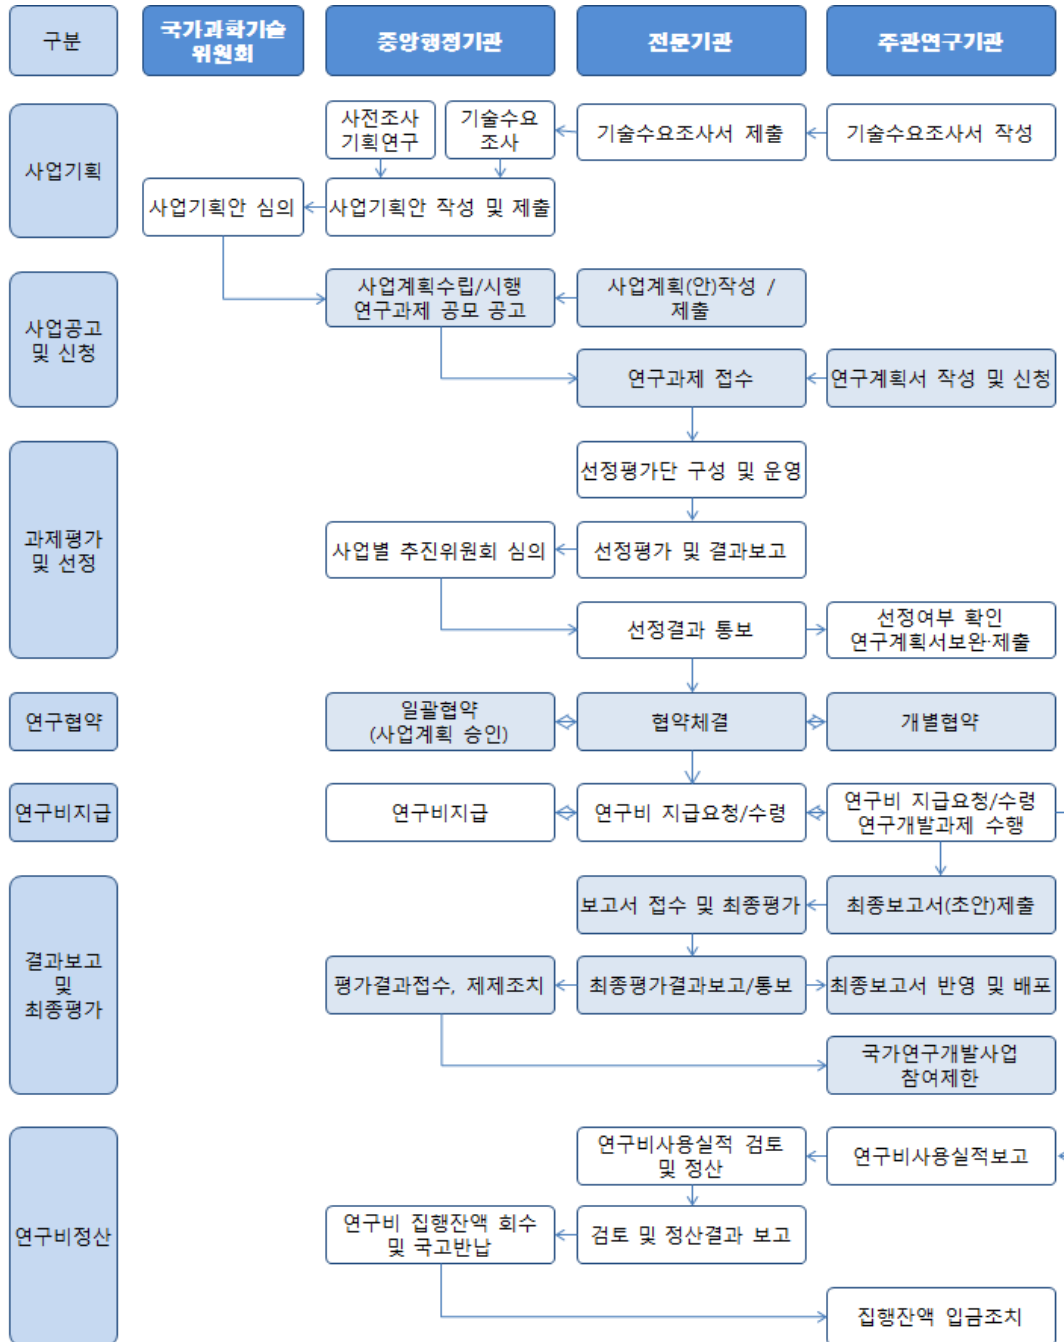 구분
국가과학기술
위원회
중앙행정기관
전문기관
주관연구기관
사업기획
사전조사
기획연구
기술수요
조사
기술수요조사서 제출
기술수요조사서 작성
사업기획안 심의
사업기획안 작성 및 제출
사업공고
및 신청
사업계획수립/시행
연구과제 공모 공고
사업계획(안)작성 /
제출
연구과제 접수
연구계획서 작성 및 신청
과제평가
및 선정
선정평가단 구성 및 운영
사업별 추진위원회 심의
선정평가 및 결과보고
선정결과 통보
선정여부 확인
연구계획서보완·제출
연구협약
일괄협약
(사업계획 승인)
협약체결
개별협약
연구비지급
연구비지급
연구비 지급요청/수령
연구비 지급요청/수령
연구개발과제 수행
결과보고
및
최종평가
보고서 접수 및 최종평가
최종보고서(초안)제출
평가결과접수, 제제조치
최종평가결과보고/통보
최종보고서 반영 및 배포
국가연구개발사업
참여제한
연구비정산
연구비사용실적 검토
및 정산
연구비사용실적보고
연구비 집행잔액 회수
및 국고반납
검토 및 정산결과 보고
집행잔액 입금조치